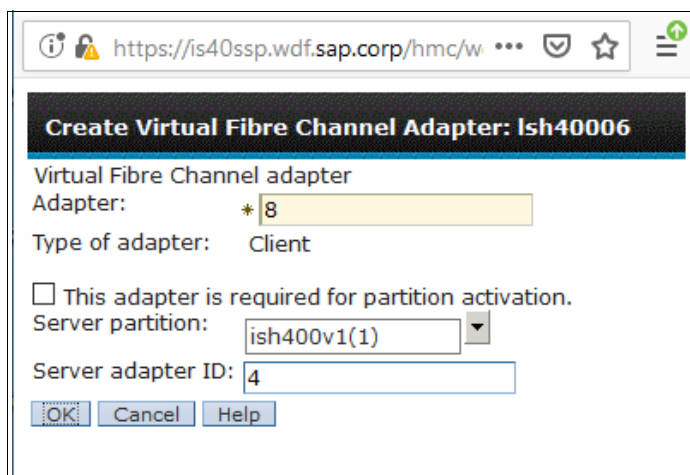 https://is40ssp.wdf.sap.corp/hmc/w
Create Virtual Fibre Channel Adapter: lsh40006
Virtual Fibre Channel adapter
Adapter: * 8
Type of adapter: Client
This adapter is required for partition activation.
Server partition: ish400v1(1)
Server adapter ID: 4
OK Cancel Help